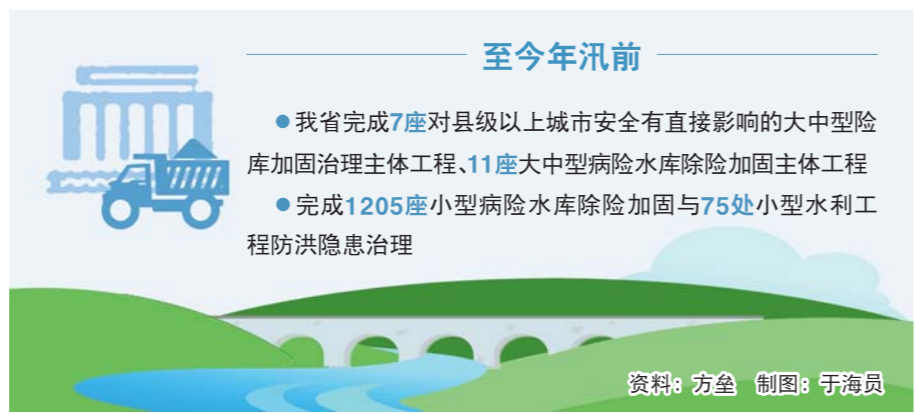 至今年汛前
●我省完成7座对县级以上城市安全有直接影响的大中型险
库加固治理主体工程、11座大中型病险水库除险加固主体工程
●完成1205座小型病险水库除险加固与75处小型水利工
程防洪隐患治理
资料：方垒 制图：于海员